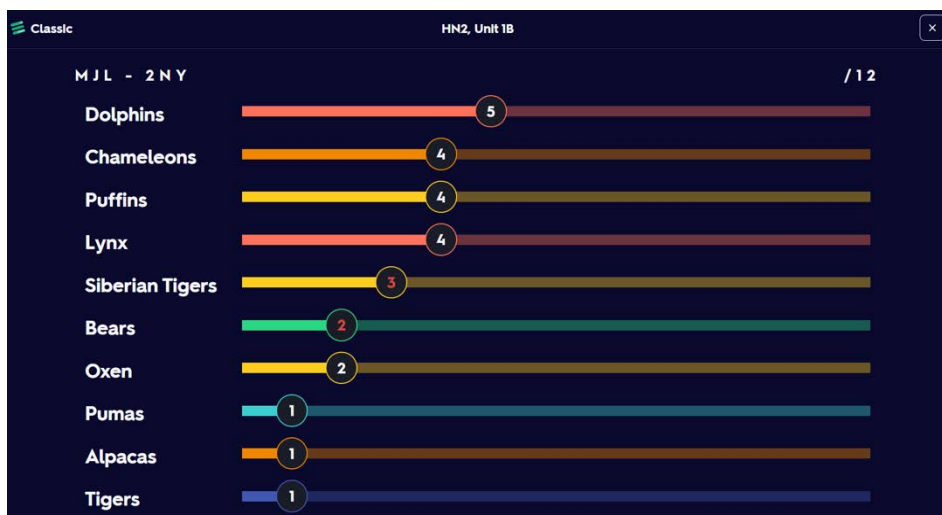 Classic HN2, Unit 1B ×
MJL - 2NY /12
Dolphins 5
Chameleons 4
Puffins 4
Lynx 4
Siberian Tigers 3
Bears 2
Oxen 2
Pumas 1
Alpacas 1
Tigers 1